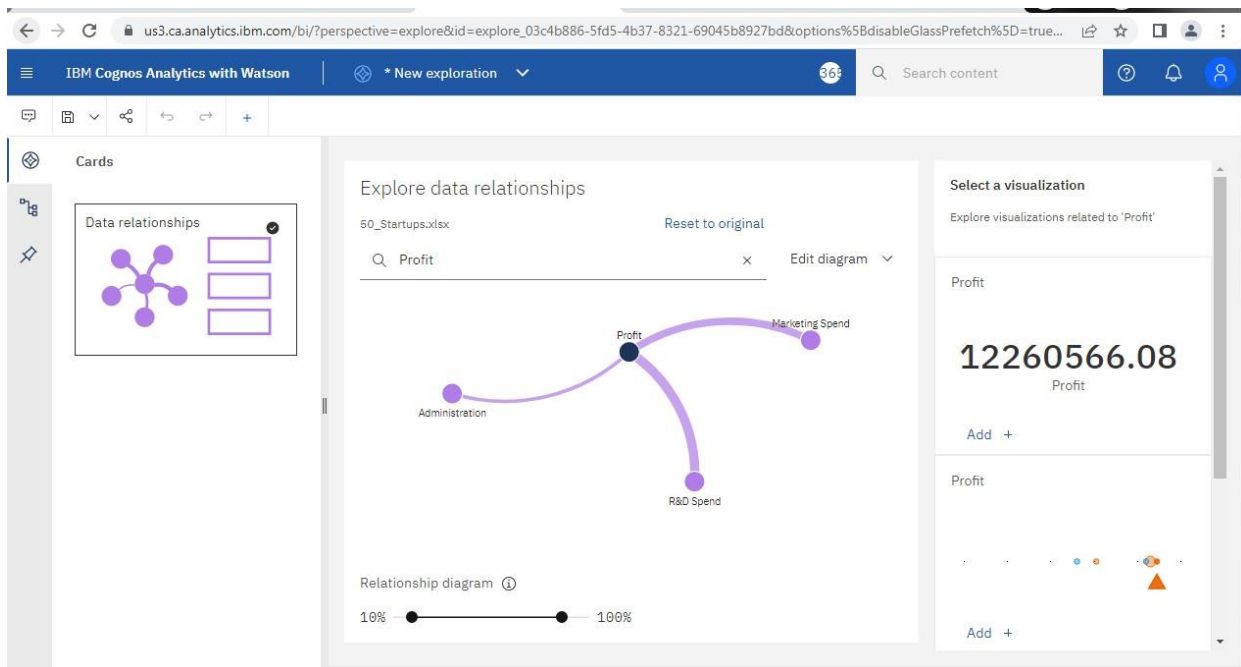 us3.ca.analytics.ibm.com/bi/?perspective=explore&id=explore_03c4b886-5fd5-4b37-8321-69045b8927bd&options%5BdisableGlassPrefetch%5D=true...
IBM Cognos Analytics with Watson
* New exploration
365
Search content
Cards
Data relationships
Explore data relationships
50_Startups.xlsx
Reset to original
Profit
Edit diagram
Profit
Marketing Spend
Administration
R&D Spend
Relationship diagram
10%
100%
Select a visualization
Explore visualizations related to 'Profit'
Profit
12260566.08
Profit
Add +
Profit
Add +